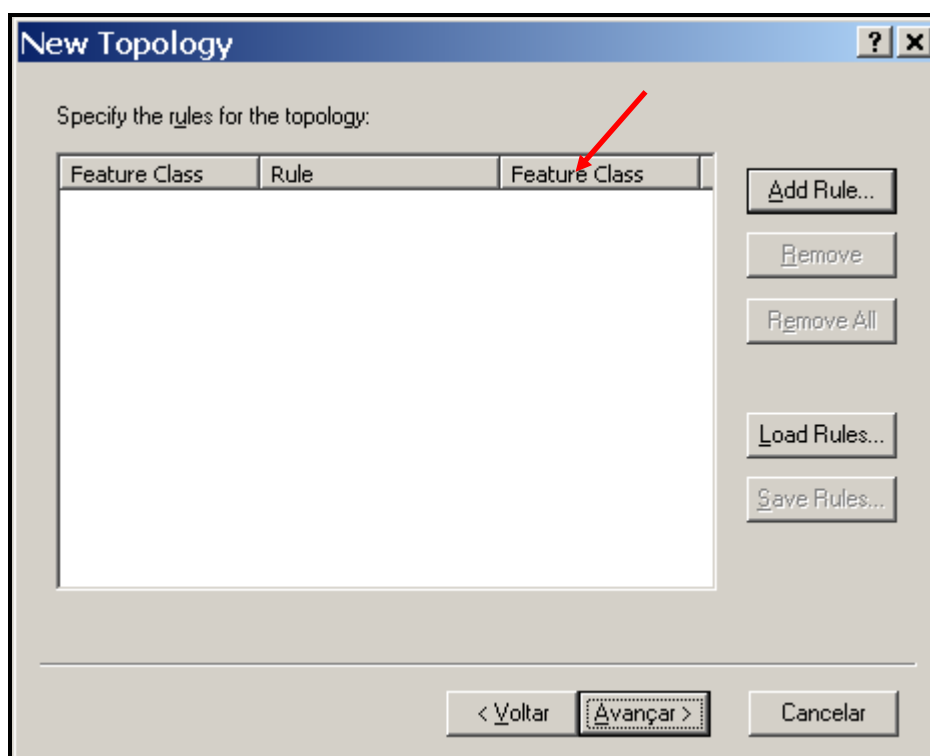 New Topology
Specify the rules for the topology:
Feature Class Rule Feature Class
Add Rule...
Remove
Remove All
Load Rules...
Save Rules...
< Voltar Avançar > Cancelar